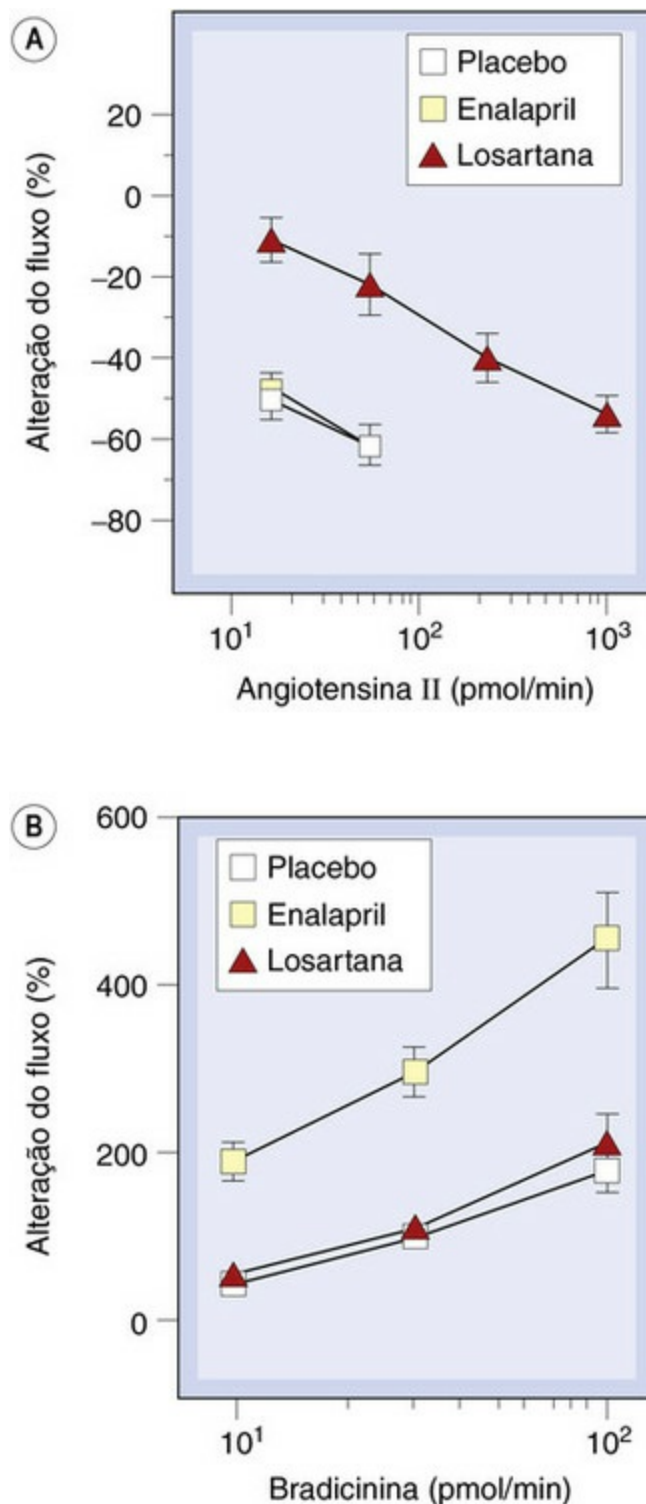 A
Placebo
Enalapril
Losartana
Alteração do fluxo (%)
20
0
–20
–40
–60
–80
10¹ 10² 10³
Angiotensina II (pmol/min)
B
Placebo
Enalapril
Losartana
Alteração do fluxo (%)
600
400
200
0
10¹ 10²
Bradicinina (pmol/min)